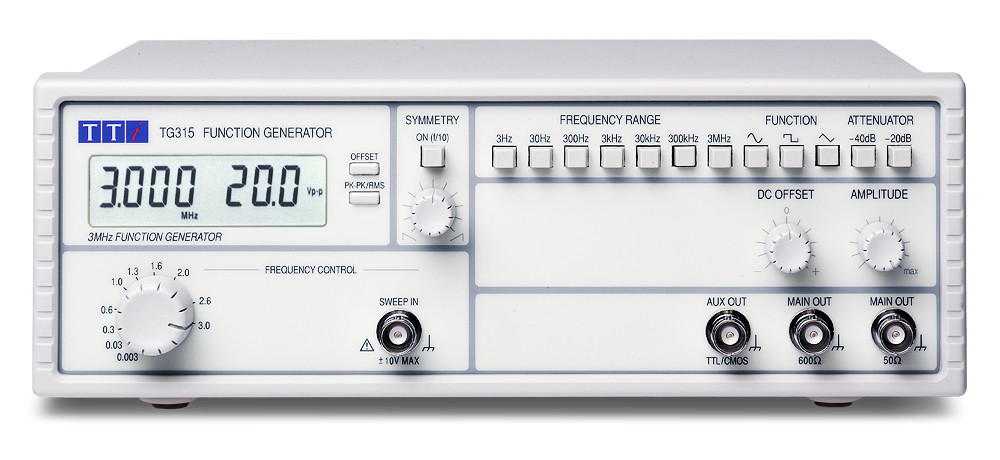 TTi TG315 FUNCTION GENERATOR
3.000 MHz 20.0 Vp-p
OFFSET
PK-PK/RMS
3MHz FUNCTION GENERATOR
SYMMETRY
ON (f/10)
FREQUENCY RANGE FUNCTION ATTENUATOR
3Hz 30Hz 300Hz 3kHz 30kHz 300kHz 3MHz -40dB -20dB
DC OFFSET AMPLITUDE
0
+ max
FREQUENCY CONTROL
0.003
0.03
0.3
0.6
1.0
1.3
1.6
2.0
2.6
3.0
SWEEP IN
±10V MAX
AUX OUT MAIN OUT MAIN OUT
TTL/CMOS 600Ω 50Ω